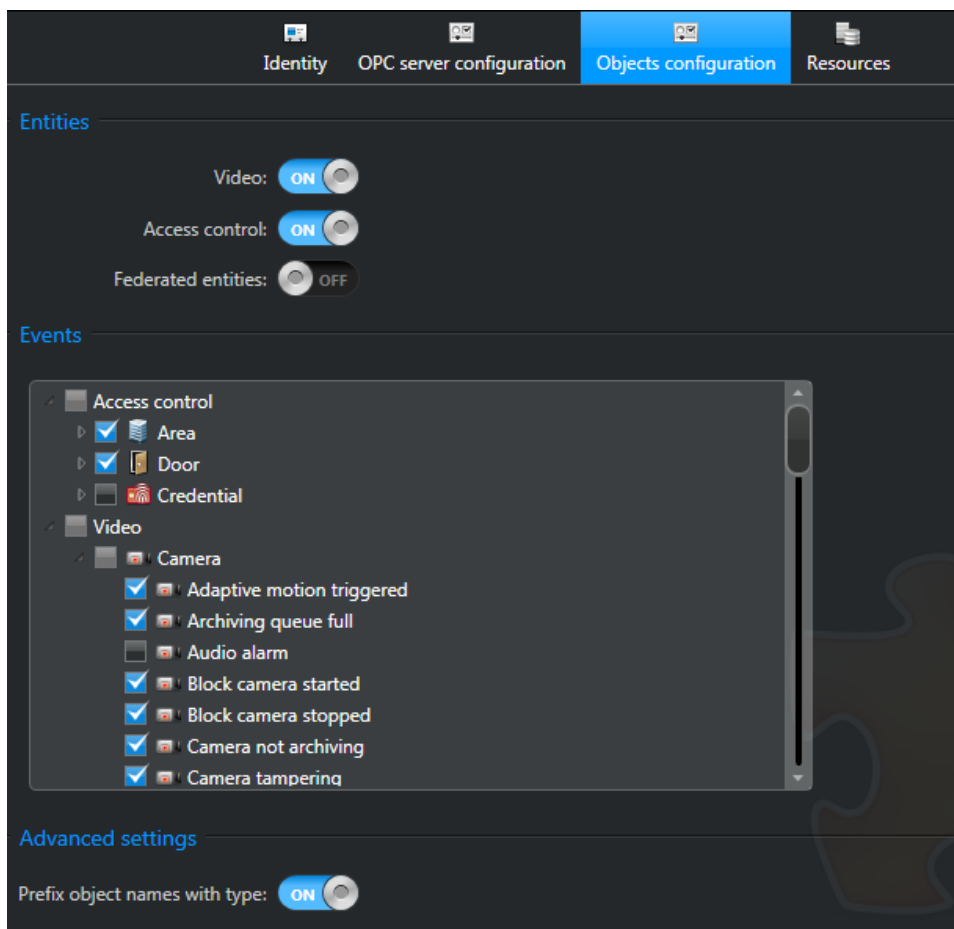 Identity OPC server configuration Objects configuration Resources
Entities
Video: ON
Access control: ON
Federated entities: OFF
Events
Access control
Area
Door
Credential
Video
Camera
Adaptive motion triggered
Archiving queue full
Audio alarm
Block camera started
Block camera stopped
Camera not archiving
Camera tampering
Advanced settings
Prefix object names with type: ON